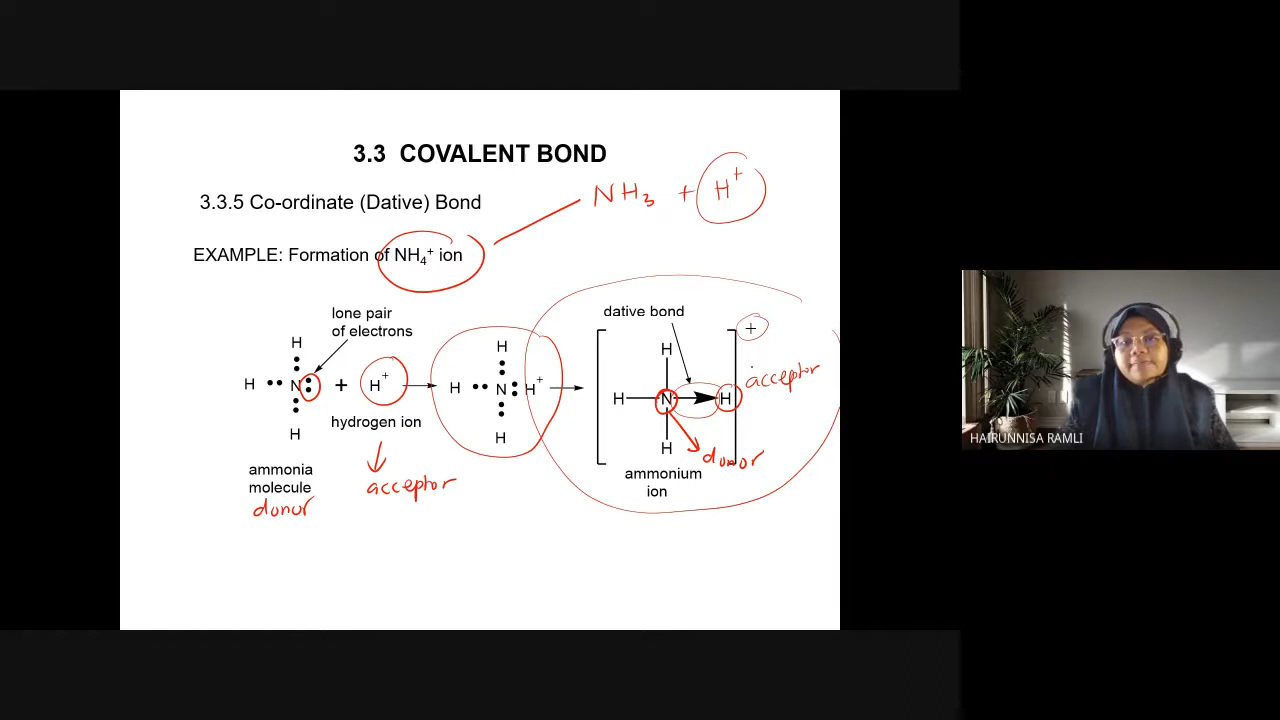 3.3 COVALENT BOND
3.3.5 Co-ordinate (Dative) Bond
NH₃ + H⁺
EXAMPLE: Formation of NH₄⁺ ion
lone pair
of electrons
H
H N + H⁺
H
hydrogen ion
ammonia
molecule
donor
acceptor
H
H N H⁺
H
dative bond
H
H N H
H
+
acceptor
donor
ammonium
ion
HAIRUNNISA RAMLI